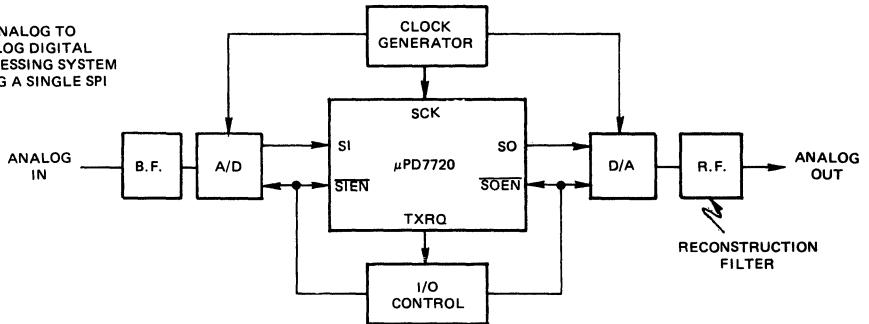 NALOG TO
LOG DIGITAL
ESSING SYSTEM
G A SINGLE SPI
CLOCK
GENERATOR
SCK
SI
SO
ANALOG
IN
B.F.
A/D
µPD7720
D/A
R.F.
ANALOG
OUT
SIEN
SOEN
TXRQ
RECONSTRUCTION
FILTER
I/O
CONTROL